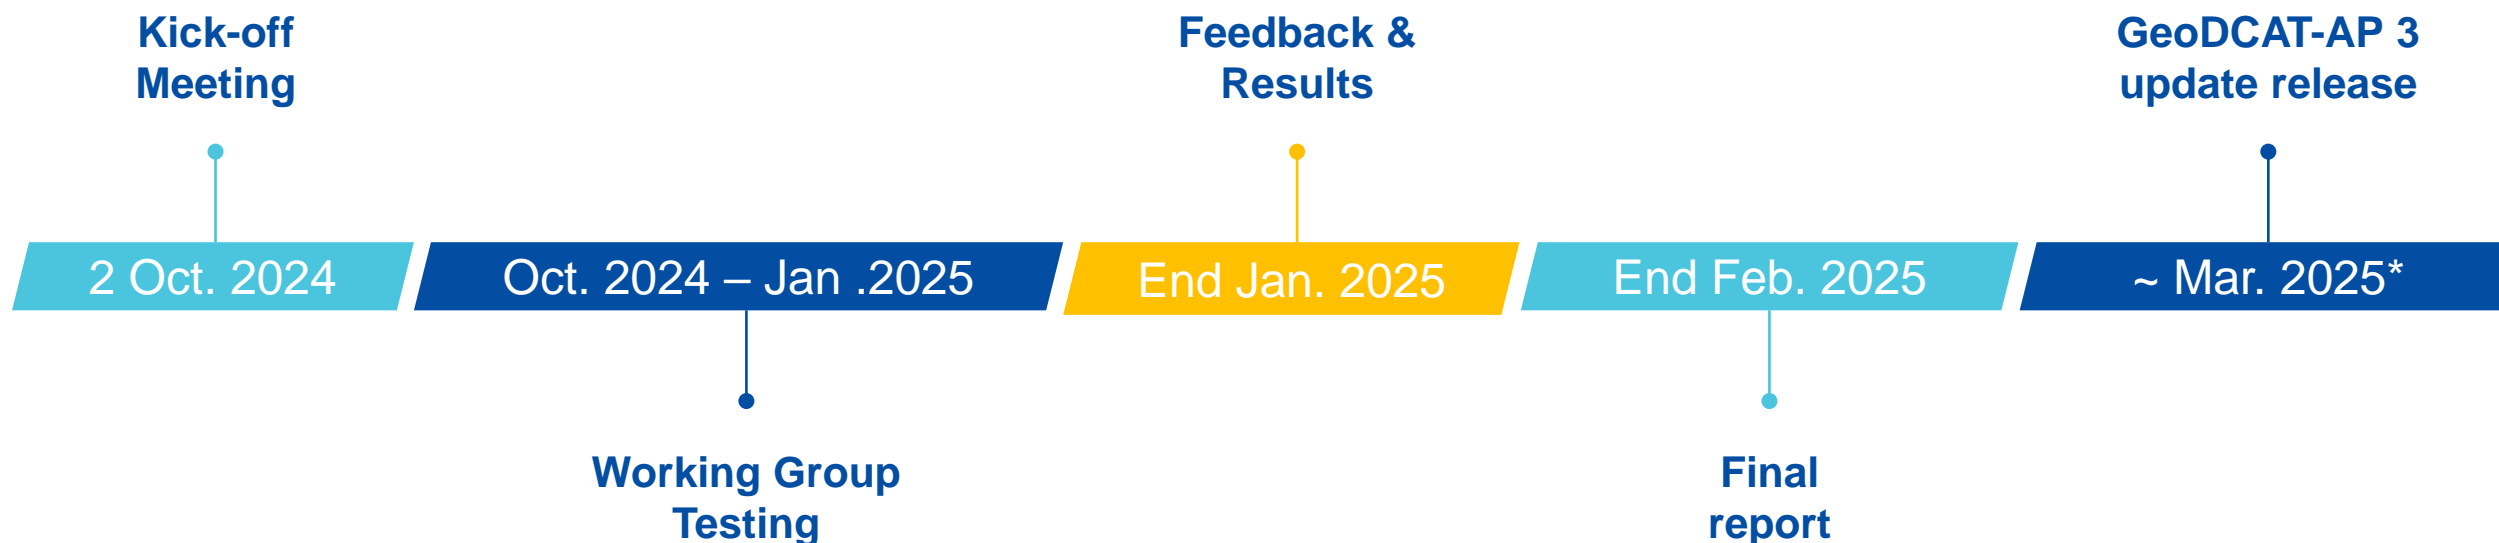 Kick-off
Meeting
Feedback &
Results
GeoDCAT-AP 3
update release
2 Oct. 2024
Oct. 2024 – Jan .2025
End Jan. 2025
End Feb. 2025
~ Mar. 2025*
Working Group
Testing
Final
report